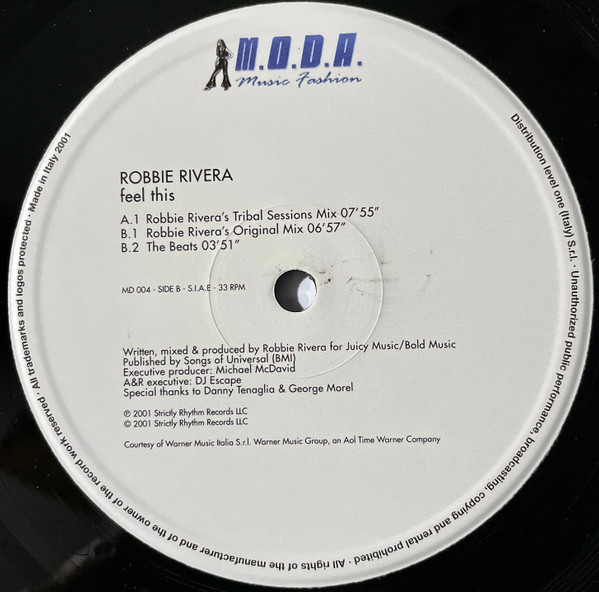 M.O.D.A.
Music Fashion
ROBBIE RIVERA
feel this
A.1 Robbie Rivera's Tribal Sessions Mix 07'55"
B.1 Robbie Rivera's Original Mix 06'57"
B.2 The Beats 03'51"
MD 004 - SIDE B - S.I.A.E - 33 RPM
Written, mixed & produced by Robbie Rivera for Juicy Music/Bold Music
Published by Songs of Universal (BMI)
Executive producer: Michael McDavid
A&R executive: DJ Escape
Special thanks to Danny Tenaglia & George Morel
℗ 2001 Strictly Rhythm Records LLC
© 2001 Strictly Rhythm Records LLC
Courtesy of Warner Music Italia S.r.l. Warner Music Group, an Aol Time Warner Company
Distribution level one (Italy) S.r.l. · Unauthorized public performance, broadcasting, copying and rental prohibited · All rights of the manufacturer and of the owner of the record work reserved · All trademarks and logos protected · Made in Italy 2001